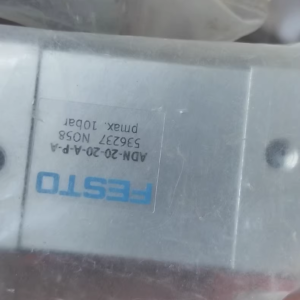 FESTO
ADN-20-20-A-P-A
536237 N058
pmax. 10bar